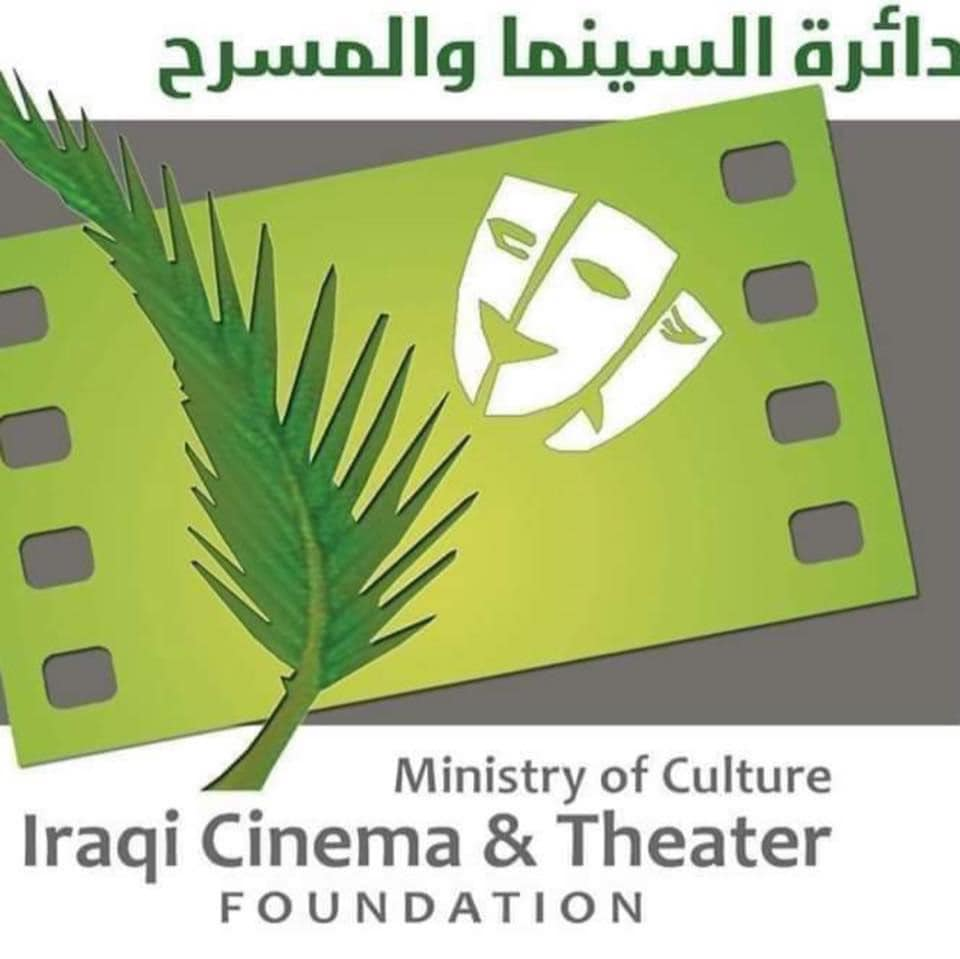 دائرة السينما والمسرح
Ministry of Culture
Iraqi Cinema & Theater
FOUNDATION